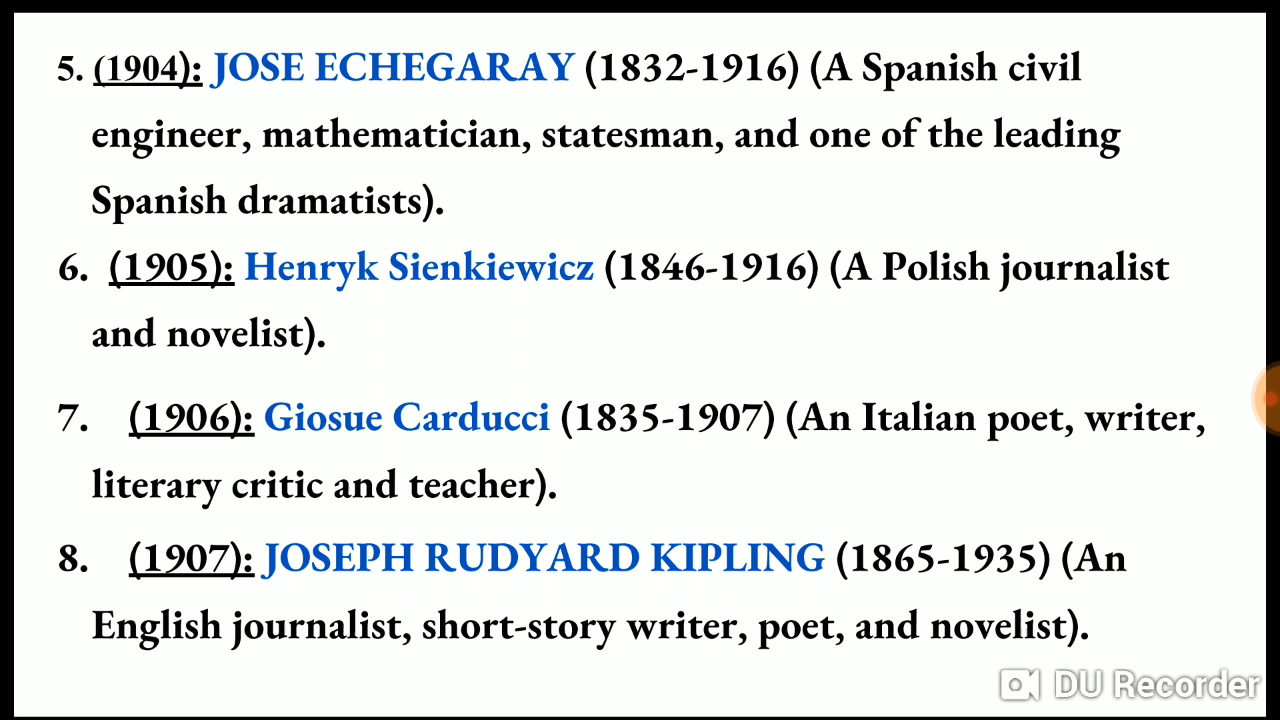 5. (1904): JOSE ECHEGARAY (1832-1916) (A Spanish civil
engineer, mathematician, statesman, and one of the leading
Spanish dramatists).
6. (1905): Henryk Sienkiewicz (1846-1916) (A Polish journalist
and novelist).
7. (1906): Giosue Carducci (1835-1907) (An Italian poet, writer,
literary critic and teacher).
8. (1907): JOSEPH RUDYARD KIPLING (1865-1935) (An
English journalist, short-story writer, poet, and novelist).
DU Recorder